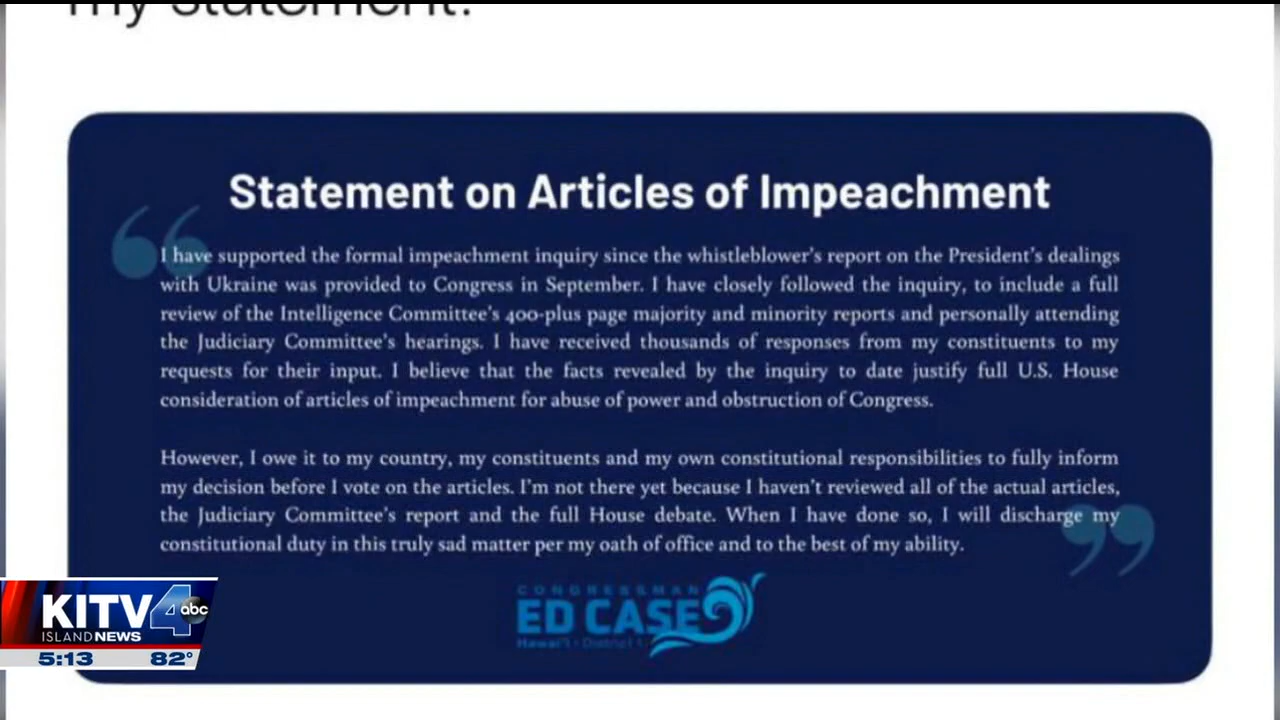 my statement:
Statement on Articles of Impeachment
I have supported the formal impeachment inquiry since the whistleblower's report on the President's dealings
with Ukraine was provided to Congress in September. I have closely followed the inquiry, to include a full
review of the Intelligence Committee's 400-plus page majority and minority reports and personally attending
the Judiciary Committee's hearings. I have received thousands of responses from my constituents to my
requests for their input. I believe that the facts revealed by the inquiry to date justify full U.S. House
consideration of articles of impeachment for abuse of power and obstruction of Congress.
However, I owe it to my country, my constituents and my own constitutional responsibilities to fully inform
my decision before I vote on the articles. I'm not there yet because I haven't reviewed all of the actual articles,
the Judiciary Committee's report and the full House debate. When I have done so, I will discharge my
constitutional duty in this truly sad matter per my oath of office and to the best of my ability.
CONGRESSMAN
ED CASE
Hawai'i · District 1
KITV4 abc
ISLAND NEWS
5:13 82°